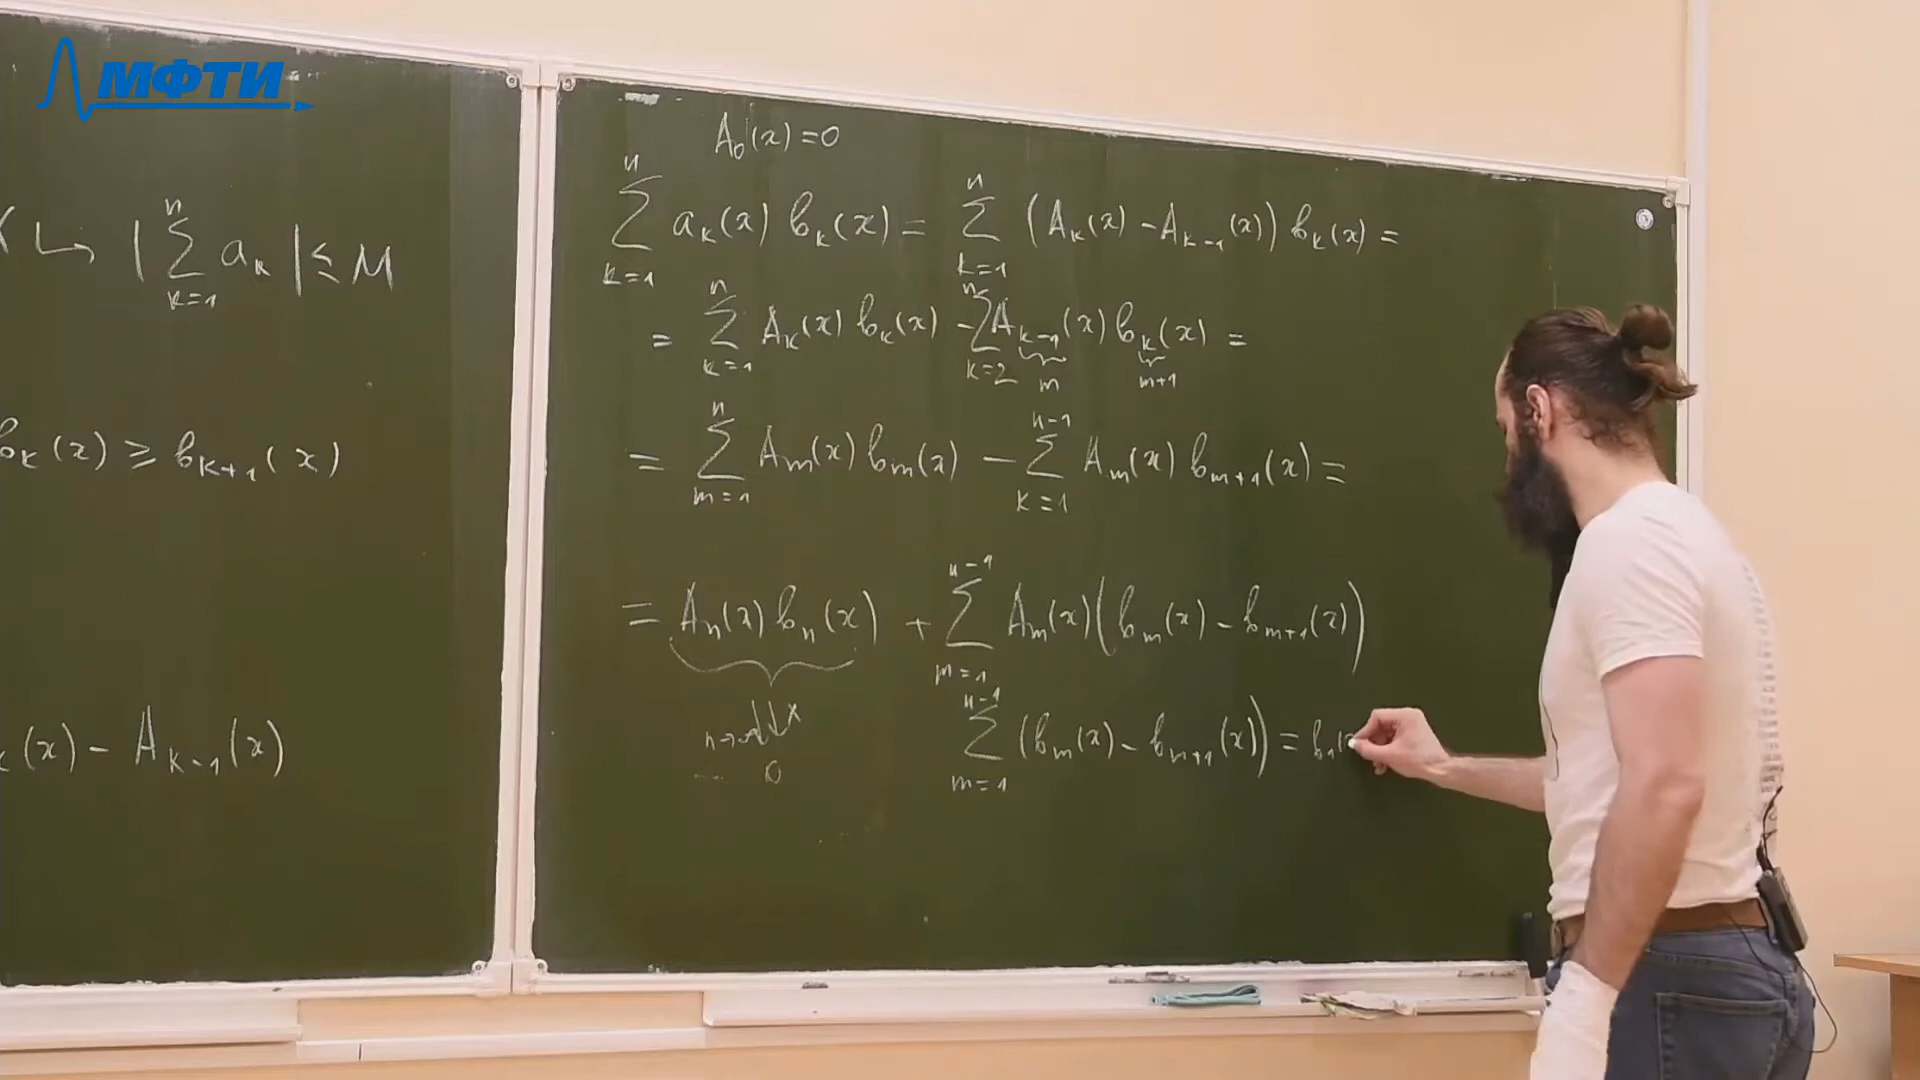 МФТИ
X ↪ |∑_{k=1}^{n} a_k| ≤ M
b_k(x) ≥ b_{k+1}(x)
(x) - A_{k-1}(x)
A_0(x)=0
∑_{k=1}^{n} a_k(x) b_k(x) = ∑_{k=1}^{n} (A_k(x) - A_{k-1}(x)) b_k(x) =
= ∑_{k=1}^{n} A_k(x) b_k(x) - ∑_{k=2}^{n} A_{k-1}(x) b_k(x) =
m m+1
= ∑_{m=1}^{n} A_m(x) b_m(x) - ∑_{k=1}^{n-1} A_m(x) b_{m+1}(x) =
= A_n(x) b_n(x) + ∑_{m=1}^{n-1} A_m(x)(b_m(x) - b_{m+1}(x))
n→∞ ⇊ X
0
∑_{m=1}^{n-1} (b_m(x) - b_{m+1}(x)) = b_1(